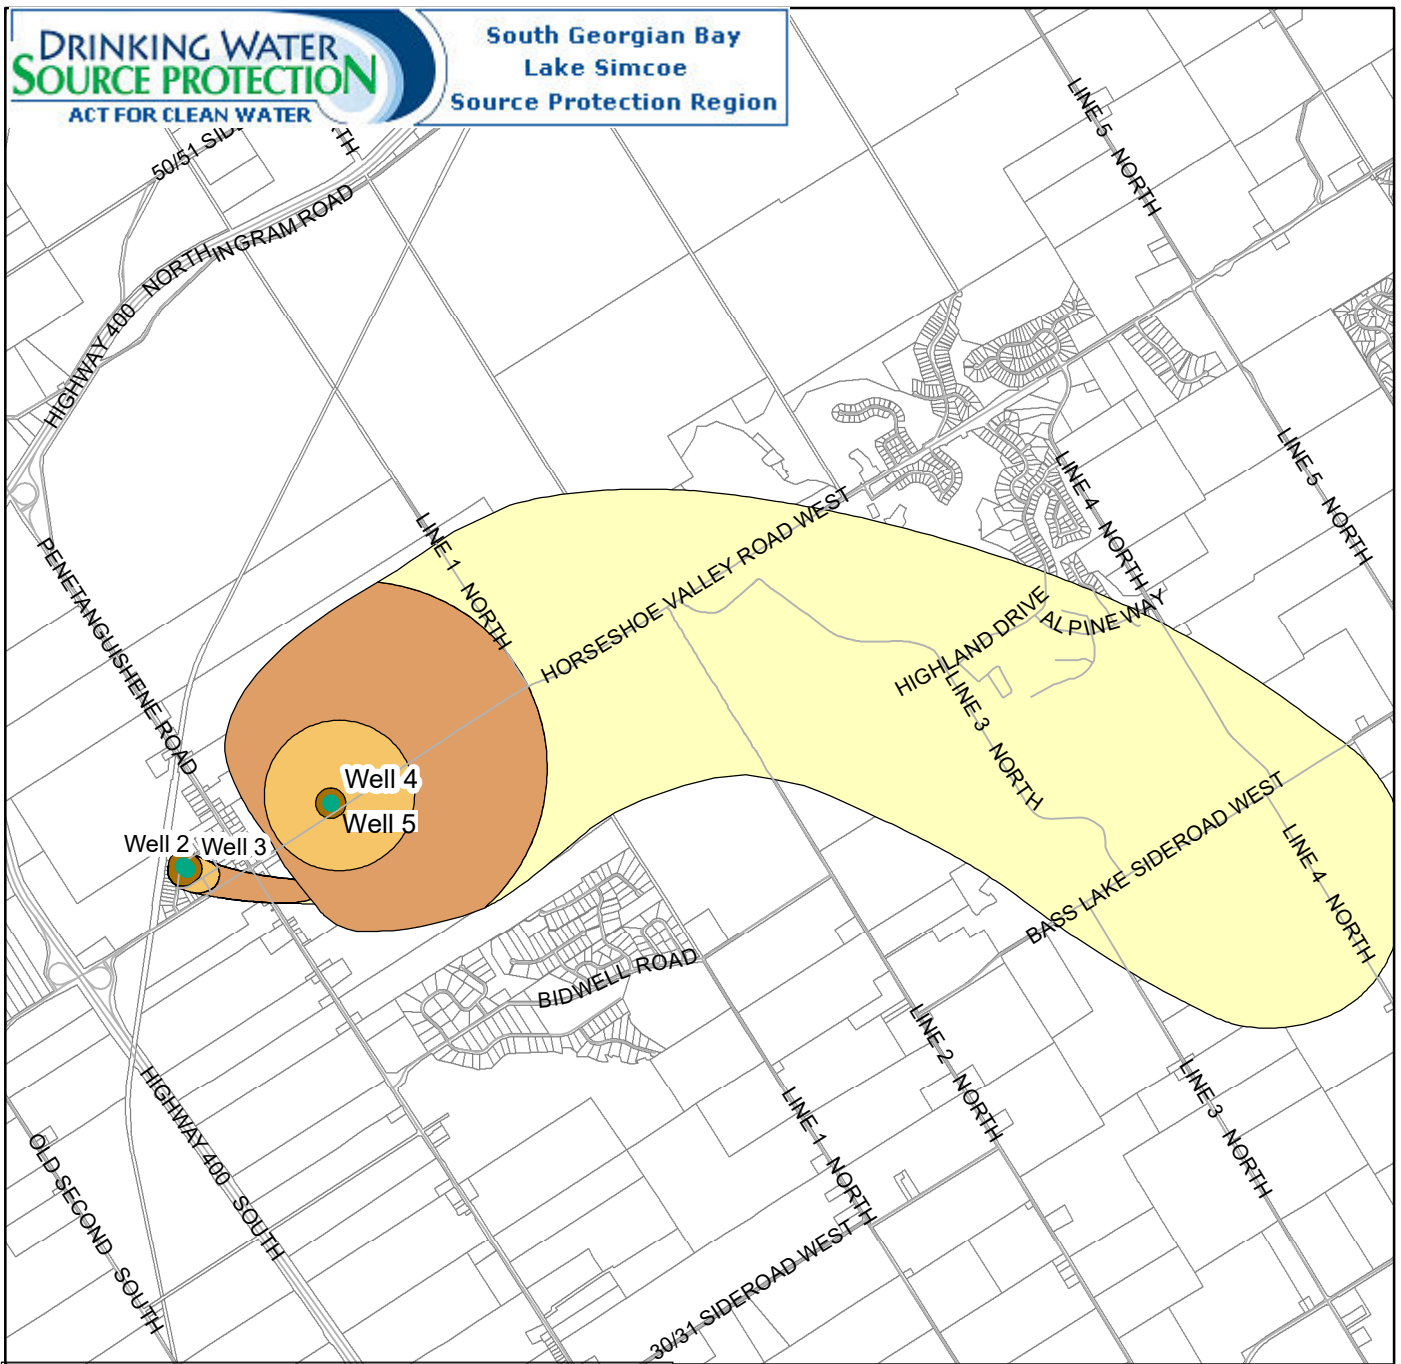 DRINKING WATER
SOURCE PROTECTION
ACT FOR CLEAN WATER
South Georgian Bay
Lake Simcoe
Source Protection Region
50/51 SID
TH
HIGHWAY 400 NORTH
INGRAM ROAD
LINE 5 NORTH
LINE 5 NORTH
LINE 4 NORTH
LINE 1 NORTH
HORSESHOE VALLEY ROAD WEST
PENETANGUISHENE ROAD
HIGHLAND DRIVE
ALPINE WAY
LINE 3 NORTH
Well 4
Well 5
Well 2
Well 3
BASS LAKE SIDEROAD WEST
LINE 4 NORTH
BIDWELL ROAD
LINE 2 NORTH
LINE 1 NORTH
LINE 3 NORTH
HIGHWAY 400 SOUTH
OLD SECOND SOUTH
30/31 SIDEROAD WEST